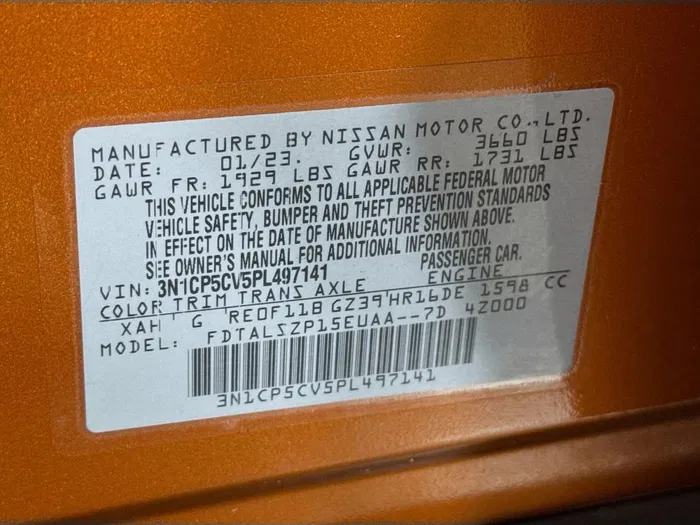 MANUFACTURED BY NISSAN MOTOR CO., LTD.
DATE: 01/23. GVWR: 3660 LBS
GAWR FR: 1929 LBS GAWR RR: 1731 LBS
THIS VEHICLE CONFORMS TO ALL APPLICABLE FEDERAL MOTOR
VEHICLE SAFETY, BUMPER AND THEFT PREVENTION STANDARDS
IN EFFECT ON THE DATE OF MANUFACTURE SHOWN ABOVE.
SEE OWNER'S MANUAL FOR ADDITIONAL INFORMATION.
VIN: 3N1CP5CV5PL497141 PASSENGER CAR.
COLOR TRIM TRANS AXLE ENGINE
XAH G RE0F11B GZ39 HR16DE 1598 CC
MODEL: FDTALSZP15EUAA--7D 4Z000
3N1CP5CV5PL497141